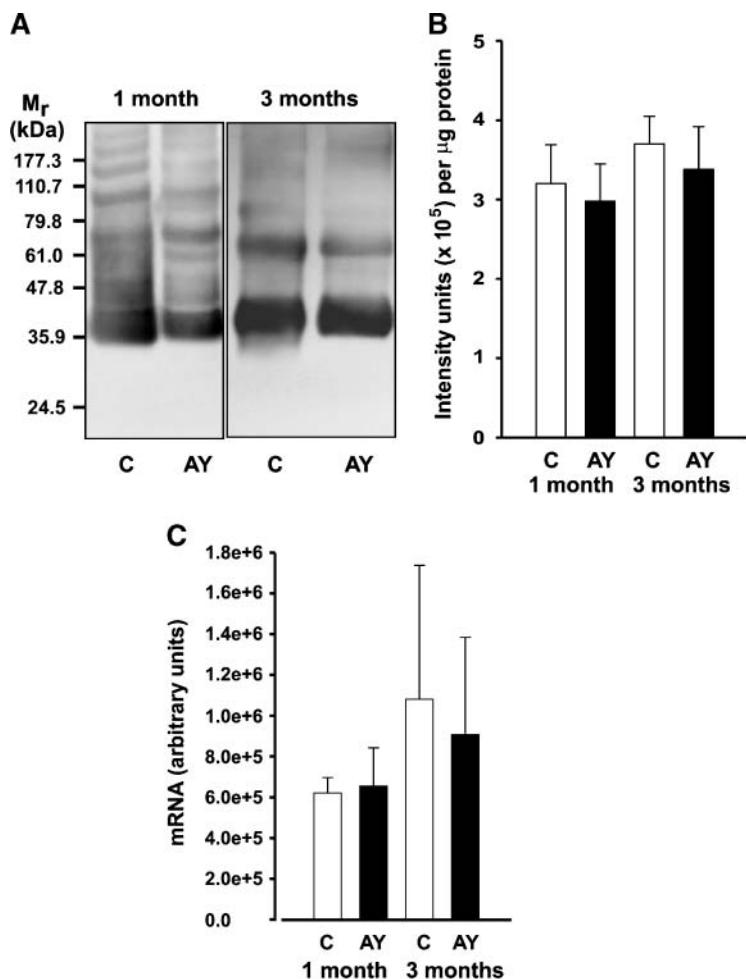 A
Mr
(kDa)
1 month
3 months
177.3
110.7
79.8
61.0
47.8
35.9
24.5
C AY C AY
B
Intensity units (x 10⁵) per µg protein
5
4
3
3
1
0
C AY C AY
1 month 3 months
C
mRNA (arbitrary units)
1.8e+6
1.6e+6
1.4e+6
1.2e+6
1.0e+6
8.0e+5
6.0e+5
4.0e+5
2.0e+5
0.0
C AY C AY
1 month 3 months